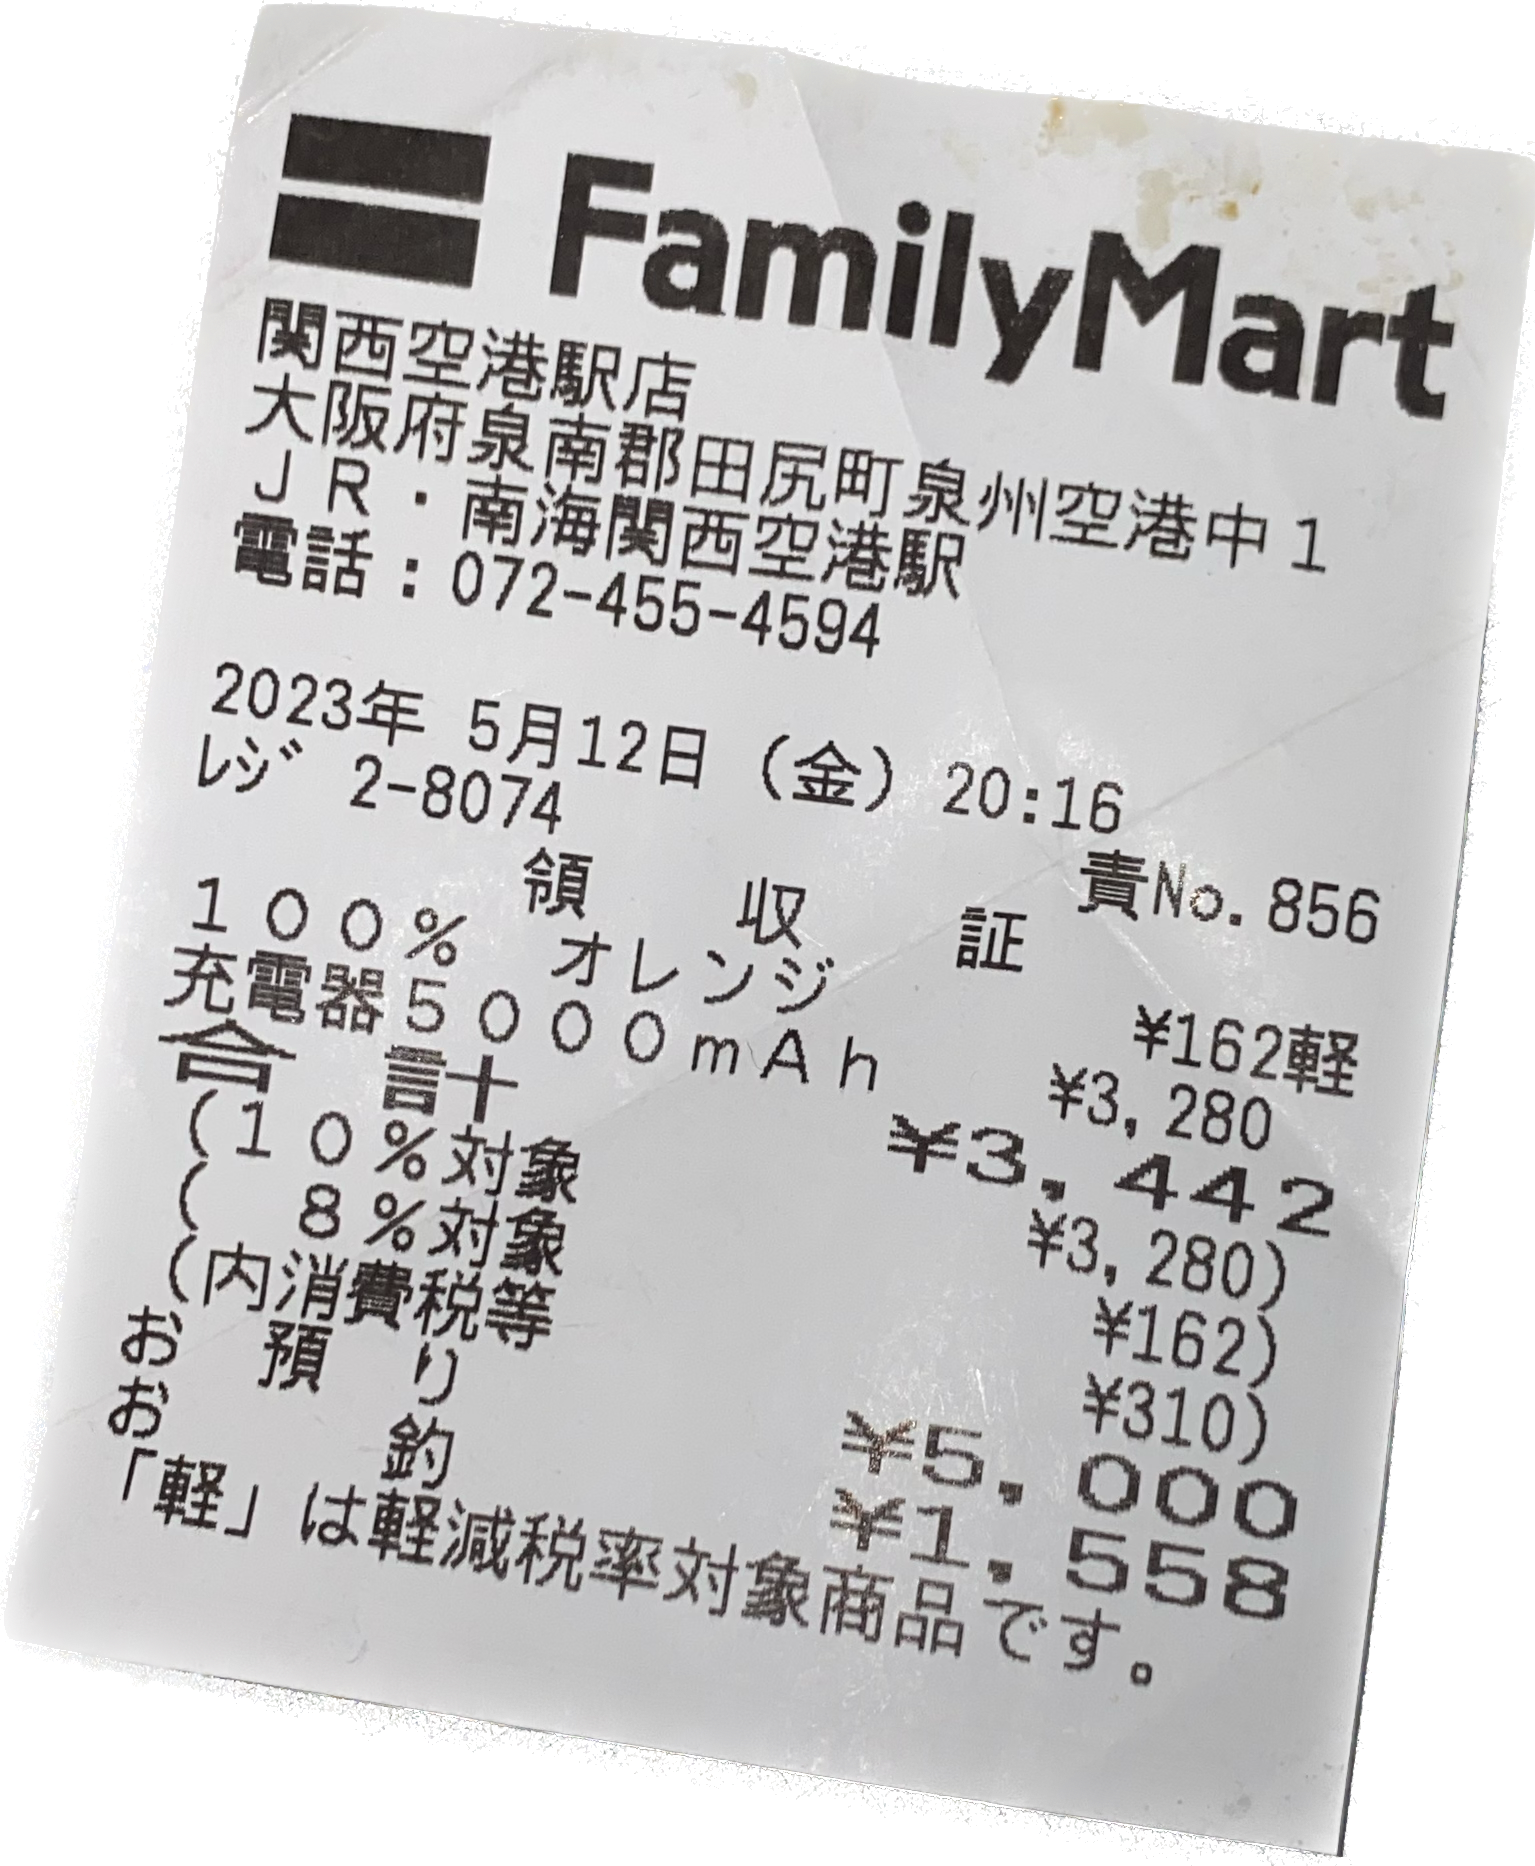 FamilyMart
関西空港駅店
大阪府泉南郡田尻町泉州空港中1
JR・南海関西空港駅
電話:072-455-4594
2023年 5月12日 (金) 20:16
レジ 2-8074 責No.856
領 収 証
100% オレンジ ¥162軽
充電器5000mAh ¥3,280
合 計 ¥3,442
(10%対象 ¥3,280)
( 8%対象 ¥162)
(内消費税等 ¥310)
お 預 り ¥5,000
お 釣 ¥1,558
「軽」は軽減税率対象商品です。